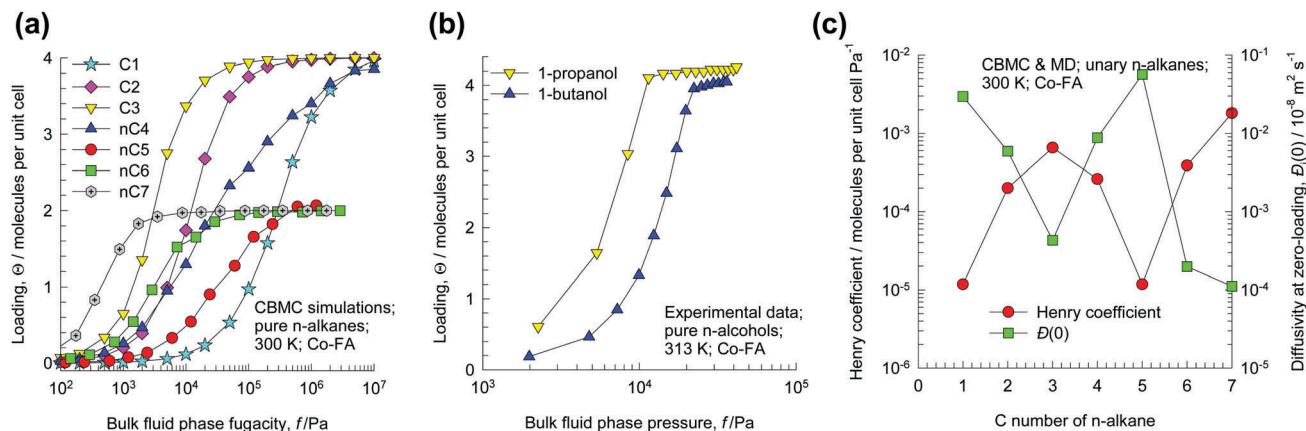 (a)
Loading, Θ / molecules per unit cell
4
3
2
1
0
C1
C2
C3
nC4
nC5
nC6
nC7
CBMC simulations;
pure n-alkanes;
300 K; Co-FA
10² 10³ 10⁴ 10⁵ 10⁶ 10⁷
Bulk fluid phase fugacity, f/Pa
(b)
Loading, Θ / molecules per unit cell
4
3
2
1
0
1-propanol
1-butanol
Experimental data;
pure n-alcohols;
313 K; Co-FA
10³ 10⁴ 10⁵
Bulk fluid phase pressure, f/Pa
(c)
Henry coefficient / molecules per unit cell Pa⁻¹
10⁻²
10⁻³
10⁻⁴
10⁻⁵
10⁻⁶
CBMC & MD; unary n-alkanes;
300 K; Co-FA
Henry coefficient
Đ(0)
0 1 2 3 4 5 6 7
C number of n-alkane
10⁻¹
10⁻²
10⁻³
10⁻⁴
10⁻⁵
Diffusivity at zero-loading, Đᵢ(0) / 10⁻⁸ m² s⁻¹